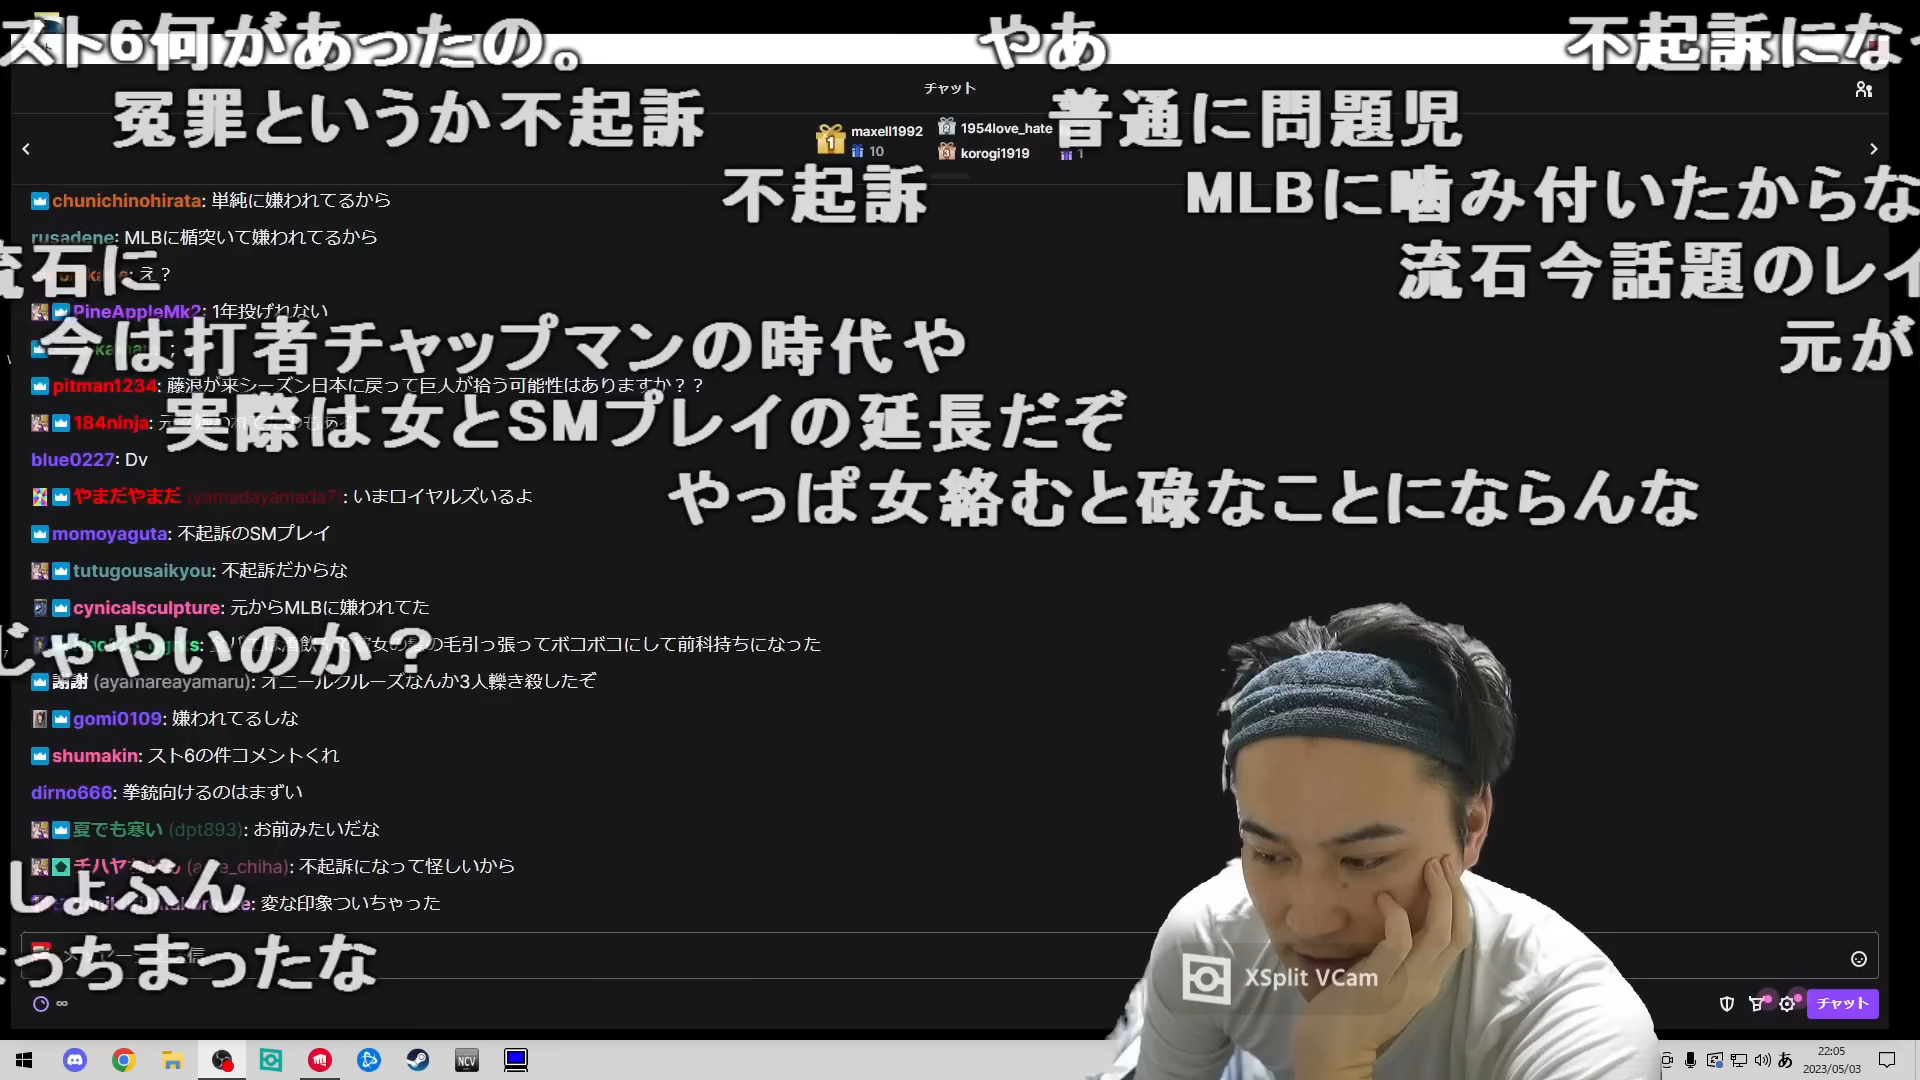 スト6何があったの。
やあ
不起訴になっ
チャット
冤罪というか不起訴
普通に問題児
maxell1992
10
1954love_hate
korogi1919
1
chunichinohirata: 単純に嫌われてるから
不起訴
MLBに噛み付いたからな
rusadene: MLBに楯突いて嫌われてるから
流石に
: え？
流石今話題のレイ
PineAppleMk2: 1年投げれない
今は打者チャップマンの時代や
元が
pitman1234: 藤浪が来シーズン日本に戻って巨人が拾う可能性はありますか？？
184ninja:
実際は女とSMプレイの延長だぞ
blue0227: Dv
やまだやまだ (yamadayamada7): いまロイヤルズいるよ
やっぱ女絡むと碌なことにならんな
momoyaguta: 不起訴のSMプレイ
tutugousaikyou: 不起訴だからな
cynicalsculpture: 元からMLBに嫌われてた
の毛引っ張ってボコボコにして前科持ちになった
じゃやいのか？
謝謝 (ayamareayamaru): オニールクルーズなんか3人轢き殺したぞ
gomi0109: 嫌われてるしな
shumakin: スト6の件コメントくれ
dirno666: 拳銃向けるのはまずい
夏でも寒い (dpt893): お前みたいだな
チハヤ: 不起訴になって怪しいから
しょぶん
: 変な印象ついちゃった
なっちまったな
XSplit VCam
∞
チャット
NCV
あ
22:05
2023/05/03